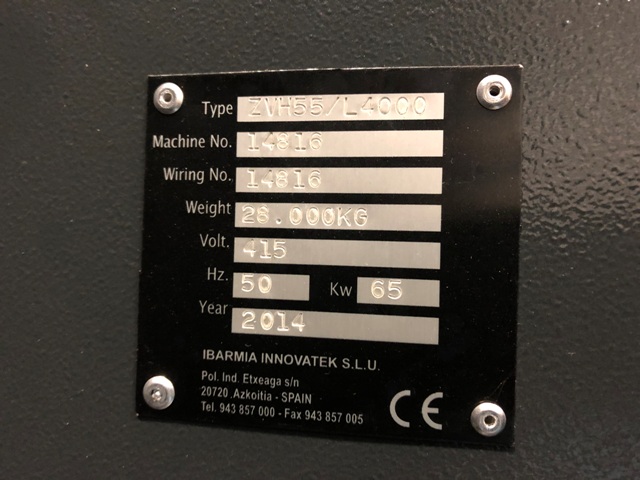 Type ZVH55/L4000
Machine No. 14816
Wiring No. 14816
Weight 28.000KG
Volt. 415
Hz. 50 Kw 65
Year 2014
IBARMIA INNOVATEK S.L.U.
Pol. Ind. Etxeaga s/n
20720 .Azkoitia - SPAIN
Tel. 943 857 000 - Fax 943 857 005
CE